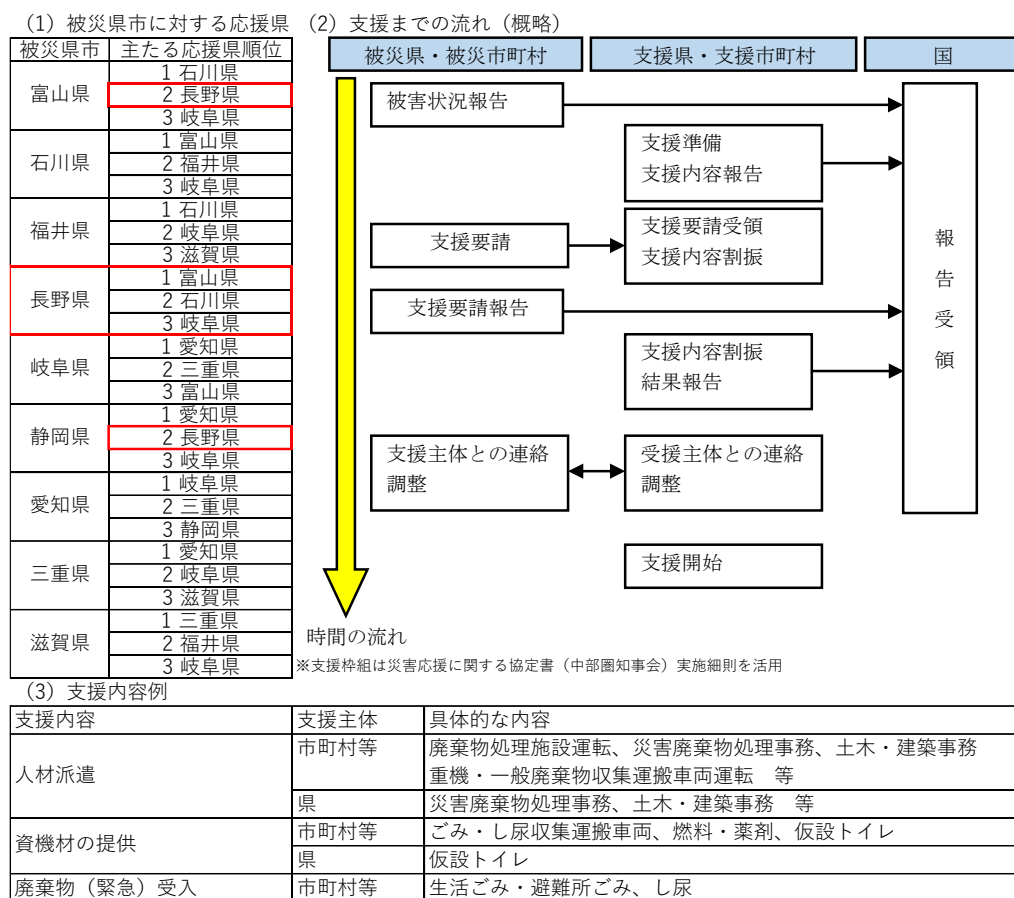 （1）被災県市に対する応援県
被災県市 主たる応援県順位
富山県
1 石川県
2 長野県
3 岐阜県
石川県
1 富山県
2 福井県
3 岐阜県
福井県
1 石川県
2 岐阜県
3 滋賀県
長野県
1 富山県
2 石川県
3 岐阜県
岐阜県
1 愛知県
2 三重県
3 富山県
静岡県
1 愛知県
2 長野県
3 岐阜県
愛知県
1 岐阜県
2 三重県
3 静岡県
三重県
1 愛知県
2 岐阜県
3 滋賀県
滋賀県
1 三重県
2 福井県
3 岐阜県
（2）支援までの流れ（概略）
被災県・被災市町村 支援県・支援市町村 国
被害状況報告
支援準備
支援内容報告
支援要請
支援要請受領
支援内容割振
支援要請報告
支援内容割振
結果報告
支援主体との連絡
調整
受援主体との連絡
調整
支援開始
報告受領
時間の流れ
※支援枠組は災害応援に関する協定書（中部圏知事会）実施細則を活用
（3）支援内容例
支援内容 支援主体 具体的な内容
人材派遣
市町村等 廃棄物処理施設運転、災害廃棄物処理事務、土木・建築事務
重機・一般廃棄物収集運搬車両運転　等
県 災害廃棄物処理事務、土木・建築事務　等
資機材の提供
市町村等 ごみ・し尿収集運搬車両、燃料・薬剤、仮設トイレ
県 仮設トイレ
廃棄物（緊急）受入 市町村等 生活ごみ・避難所ごみ、し尿